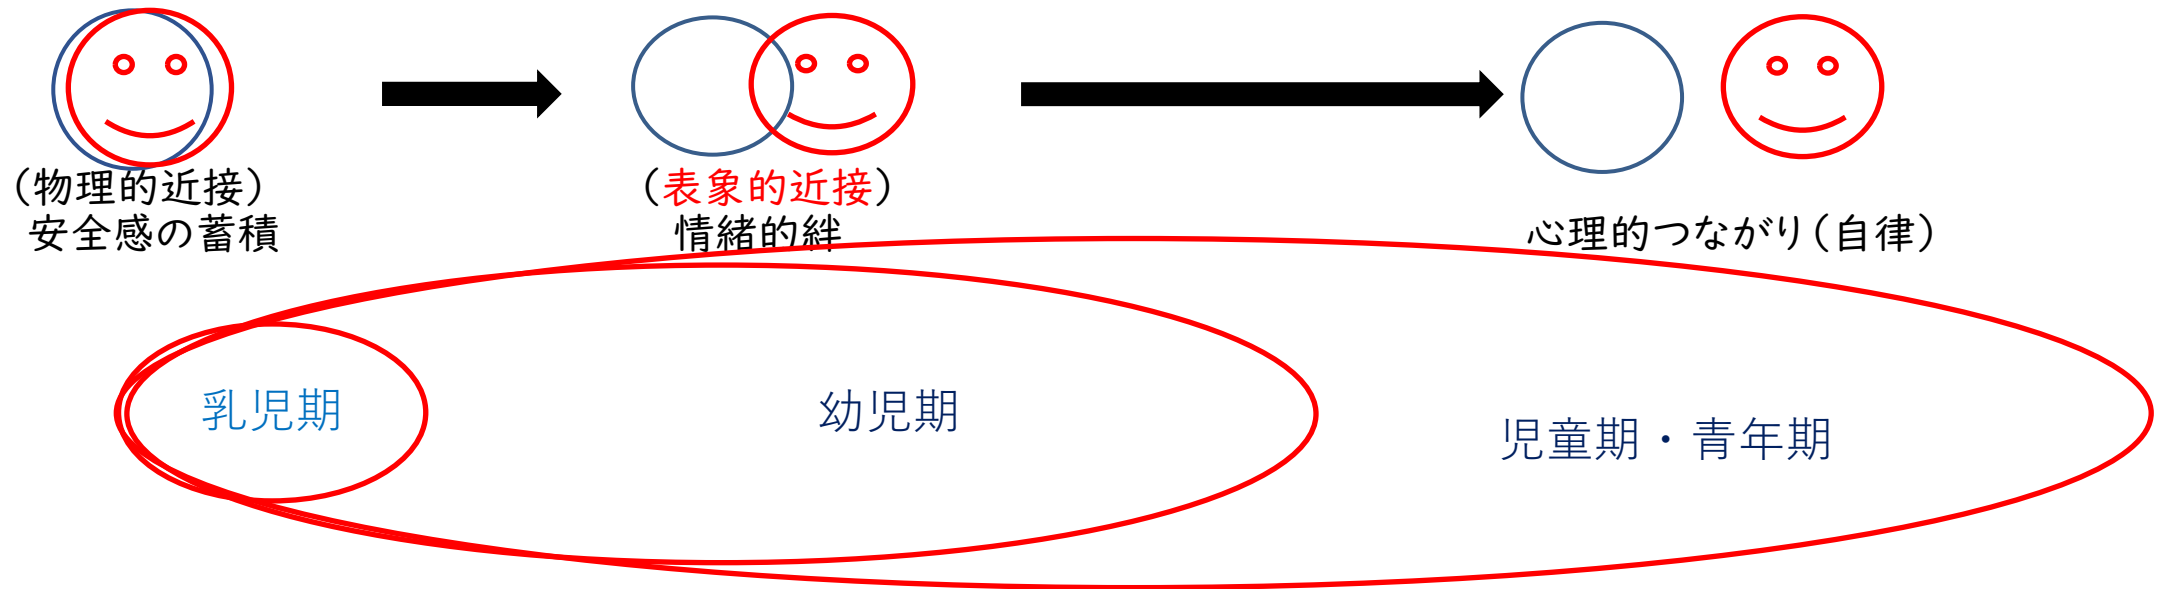 （物理的近接）
安全感の蓄積
（表象的近接）
情緒的絆
心理的つながり（自律）
乳児期
幼児期
児童期・青年期